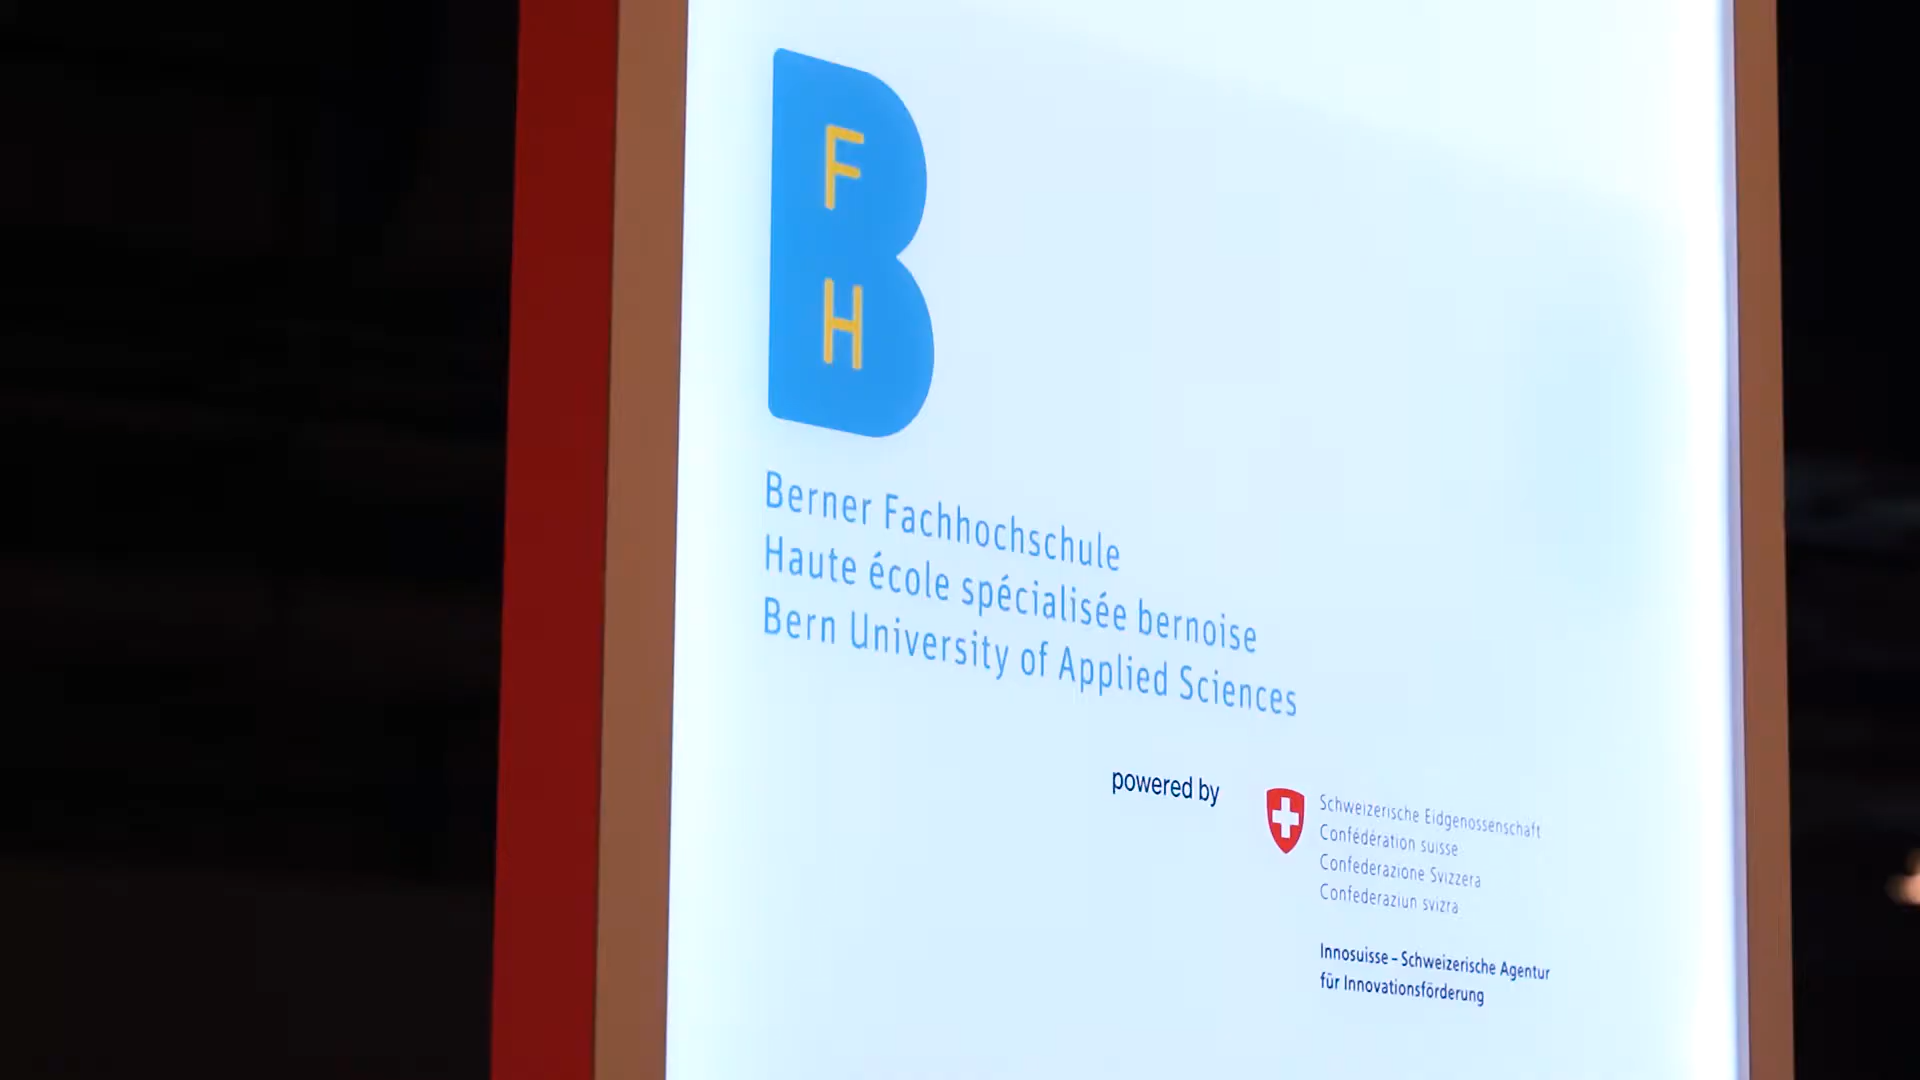 B
F
H
Berner Fachhochschule
Haute école spécialisée bernoise
Bern University of Applied Sciences
powered by
Schweizerische Eidgenossenschaft
Confédération suisse
Confederazione Svizzera
Confederaziun svizra
Innosuisse – Schweizerische Agentur
für Innovationsförderung